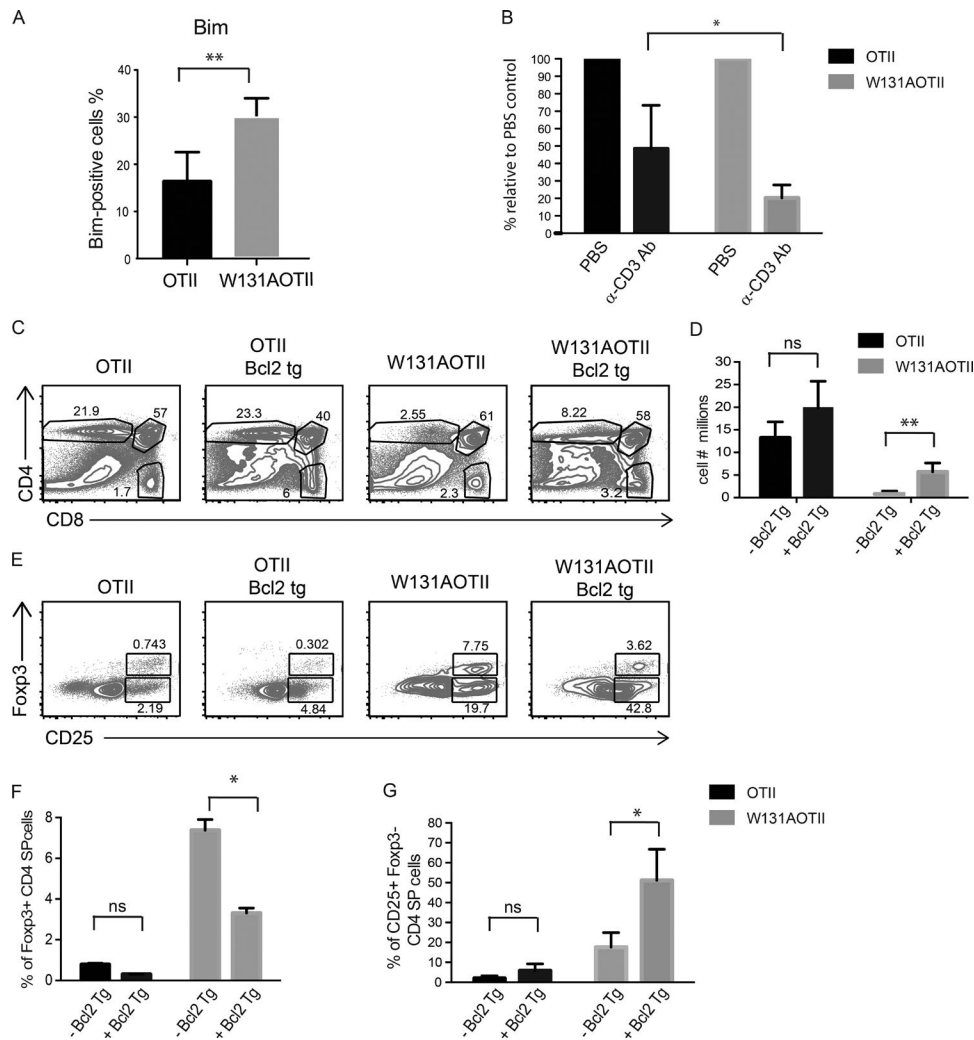 A
Bim
**
Bim-positive cells %
40
30
20
10
0
OTII
W131AOTII
B
*
OTII
W131AOTII
% relative to PBS control
100
90
80
70
60
50
40
30
20
10
0
PBS
α-CD3 Ab
PBS
α-CD3 Ab
C
OTII
OTII
Bcl2 tg
W131AOTII
W131AOTII
Bcl2 tg
CD4
21.9
57
1.7
23.3
40
6
2.55
61
2.3
8.22
58
3.2
CD8
D
OTII
W131AOTII
cell # millions
30
25
20
15
10
5
0
ns
**
- Bcl2 Tg
+ Bcl2 Tg
- Bcl2 Tg
+ Bcl2 Tg
E
OTII
OTII
Bcl2 tg
W131AOTII
W131AOTII
Bcl2 tg
Foxp3
0.743
2.19
0.302
4.84
7.75
19.7
3.62
42.8
CD25
F
% of Foxp3+ CD4 SPcells
8
6
4
2
0
ns
*
- Bcl2 Tg
+ Bcl2 Tg
- Bcl2 Tg
+ Bcl2 Tg
G
% of CD25+ Foxp3-
CD4 SP cells
80
70
60
50
40
30
20
10
0
ns
*
- Bcl2 Tg
+ Bcl2 Tg
- Bcl2 Tg
+ Bcl2 Tg
OTII
W131AOTII